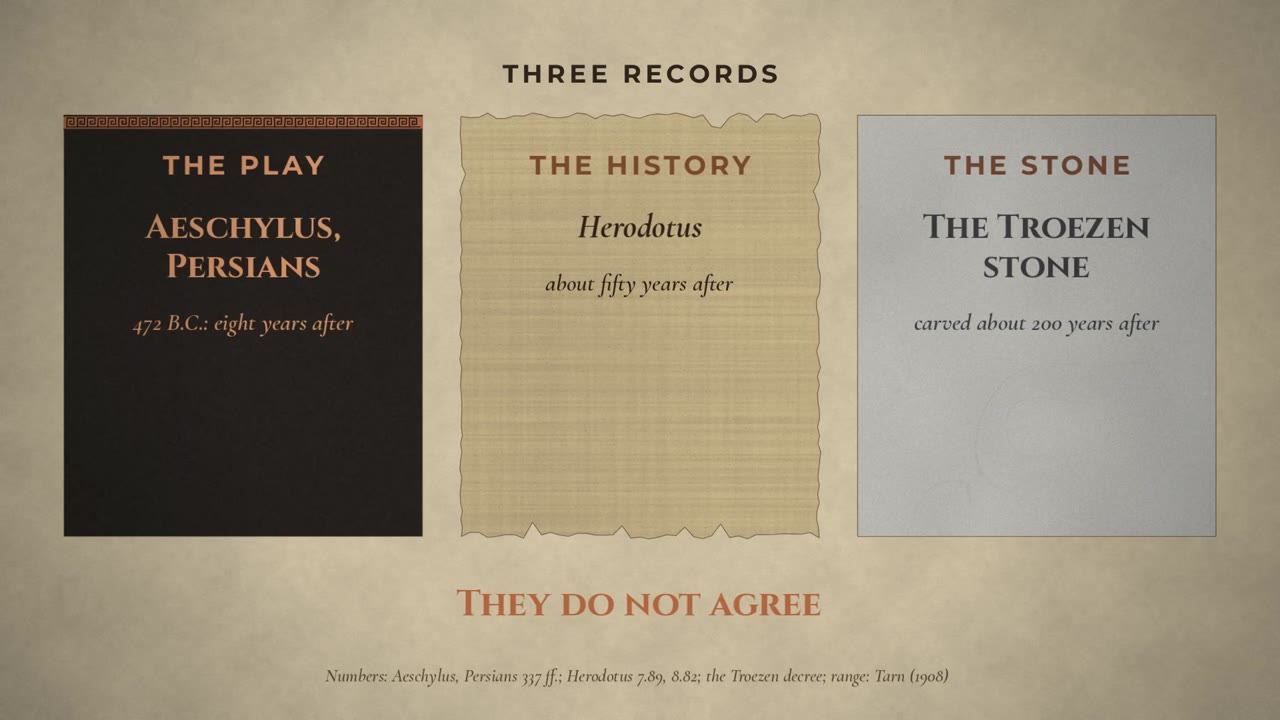 THREE RECORDS
THE PLAY
AESCHYLUS,
PERSIANS
472 B.C.: eight years after
THE HISTORY
Herodotus
about fifty years after
THE STONE
THE TROEZEN
STONE
carved about 200 years after
THEY DO NOT AGREE
Numbers: Aeschylus, Persians 337 ff.; Herodotus 7.89, 8.82; the Troezen decree; range: Tarn (1908)